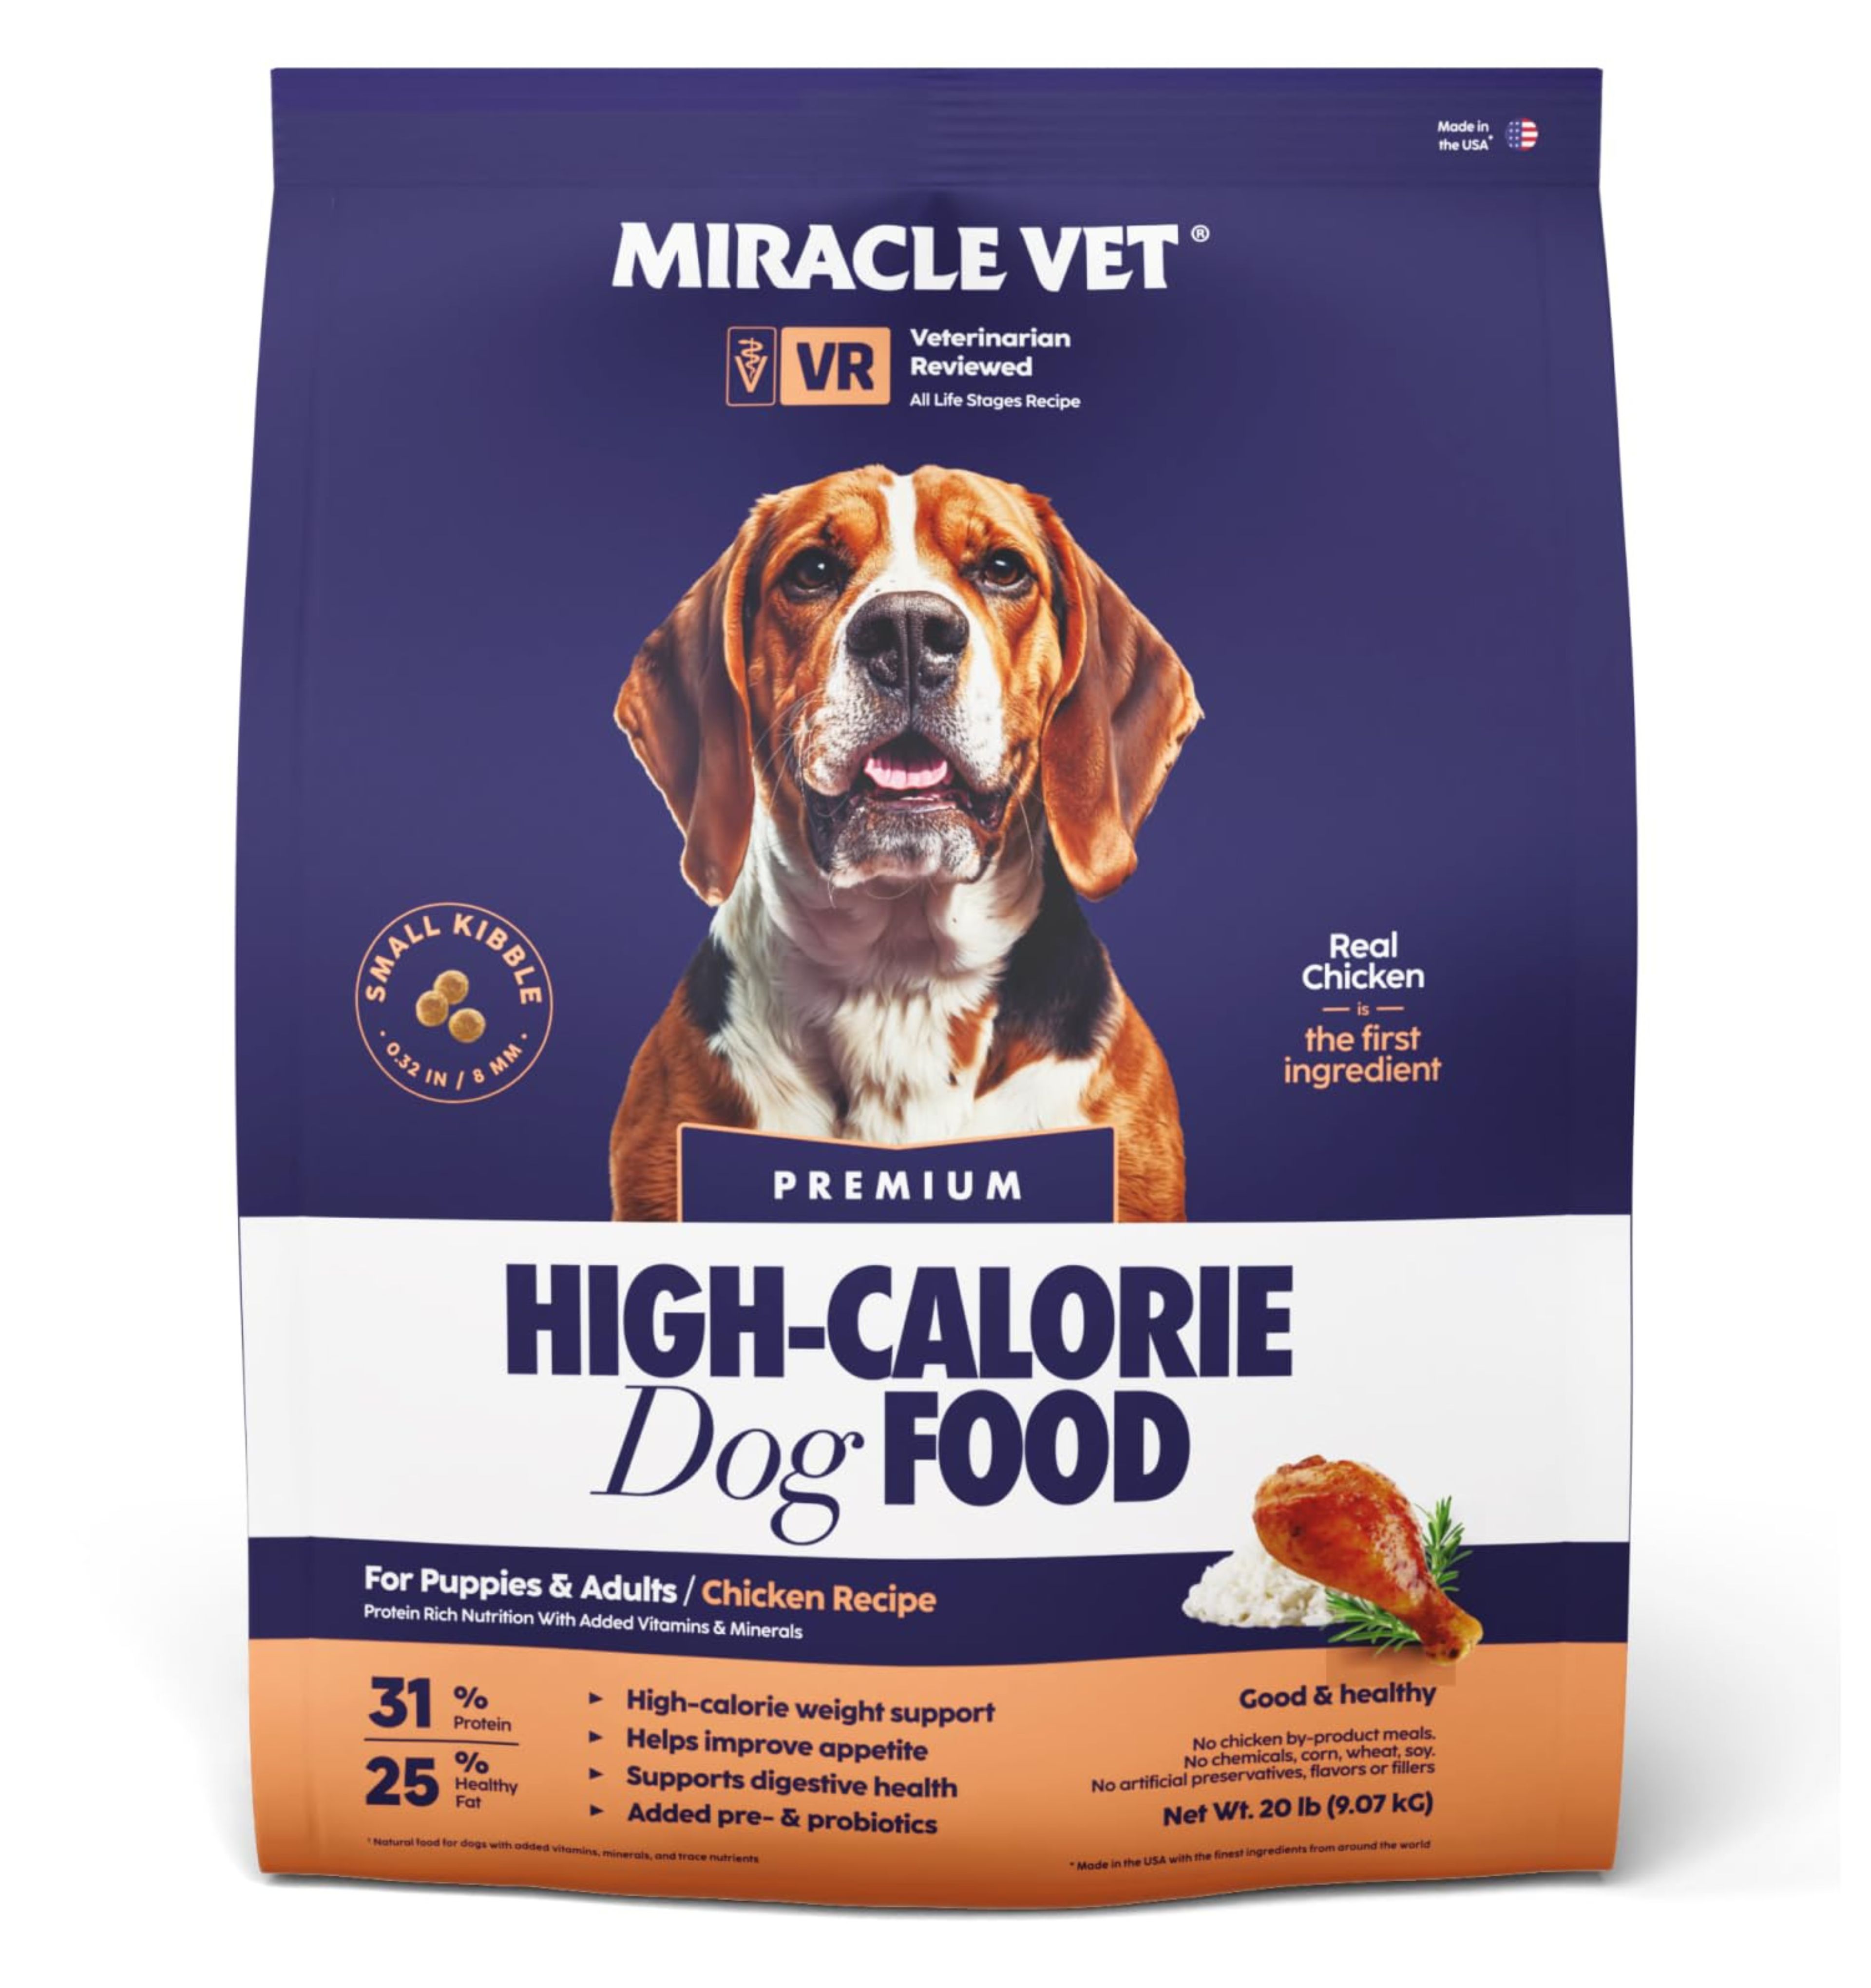 Made in
the USA*
MIRACLE VET®
VR
Veterinarian
Reviewed
All Life Stages Recipe
SMALL KIBBLE
0.32 IN / 8 MM
Real
Chicken
is
the first
ingredient
PREMIUM
HIGH-CALORIE
Dog FOOD
For Puppies & Adults / Chicken Recipe
Protein Rich Nutrition With Added Vitamins & Minerals
31 %
Protein
25 %
Healthy
Fat
► High-calorie weight support
► Helps improve appetite
► Supports digestive health
► Added pre- & probiotics
Good & healthy
No chicken by-product meals.
No chemicals, corn, wheat, soy.
No artificial preservatives, flavors or fillers
Net Wt. 20 lb (9.07 kG)
¹ Natural food for dogs with added vitamins, minerals, and trace nutrients
* Made in the USA with the finest ingredients from around the world